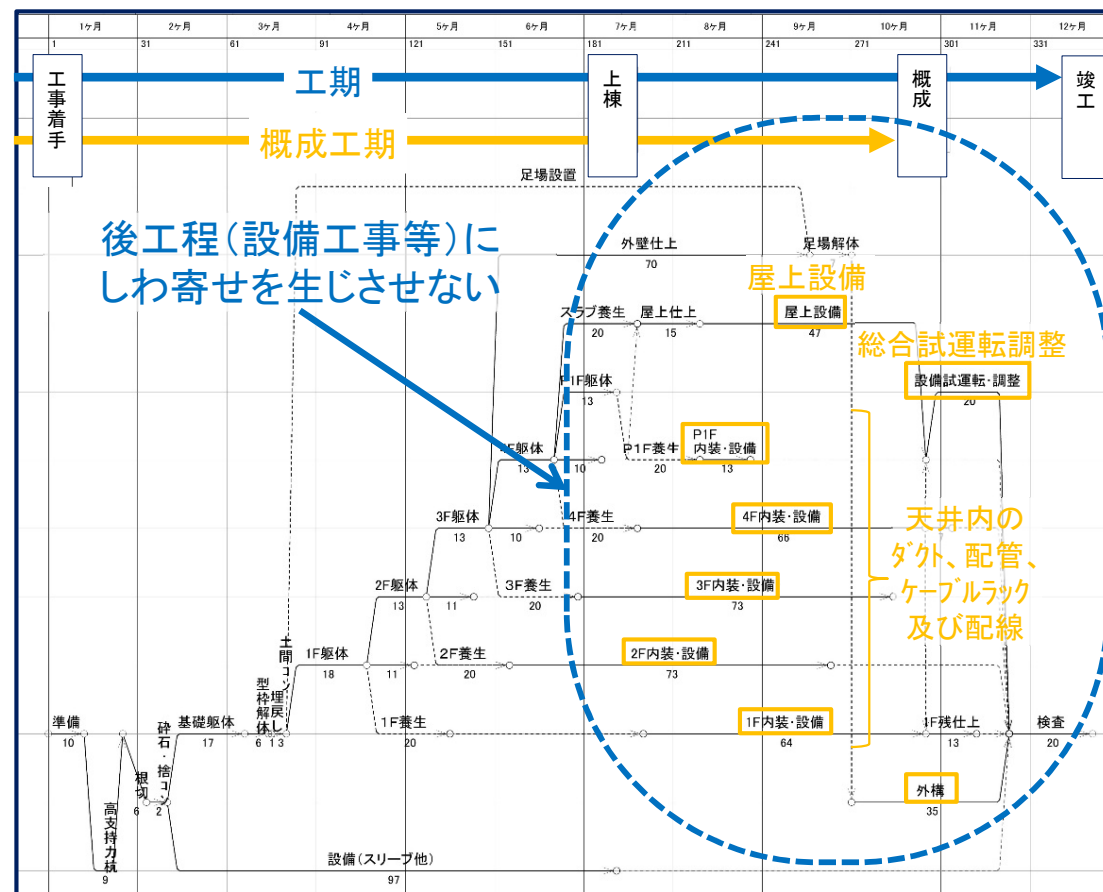 1ヶ月 2ヶ月 3ヶ月 4ヶ月 5ヶ月 6ヶ月 7ヶ月 8ヶ月 9ヶ月 10ヶ月 11ヶ月 12ヶ月
1 31 61 91 121 151 181 211 241 271 301 331
工事着手
工期
上棟
概成
竣工
概成工期
足場設置
後工程(設備工事等)に
しわ寄せを生じさせない
外壁仕上
70
足場解体
7
屋上設備
スラブ養生
20
屋上仕上
15
屋上設備
47
総合試運転調整
P1F躯体
13
設備試運転・調整
20
4F躯体
13
10
P1F養生
20
P1F
内装・設備
13
3F躯体
13
10
4F養生
20
4F内装・設備
66
天井内の
ダクト、配管、
ケーブルラック
及び配線
2F躯体
13
11
3F養生
20
3F内装・設備
73
1F躯体
18
11
2F養生
20
2F内装・設備
73
準備
10
高支持力杭
9
根切
6
砕石・捨コン
2
基礎躯体
17
型枠解体
6
埋戻し
1
土間コン
3
1F養生
20
1F内装・設備
64
1F残仕上
13
検査
20
外構
35
設備(スリーブ他)
97